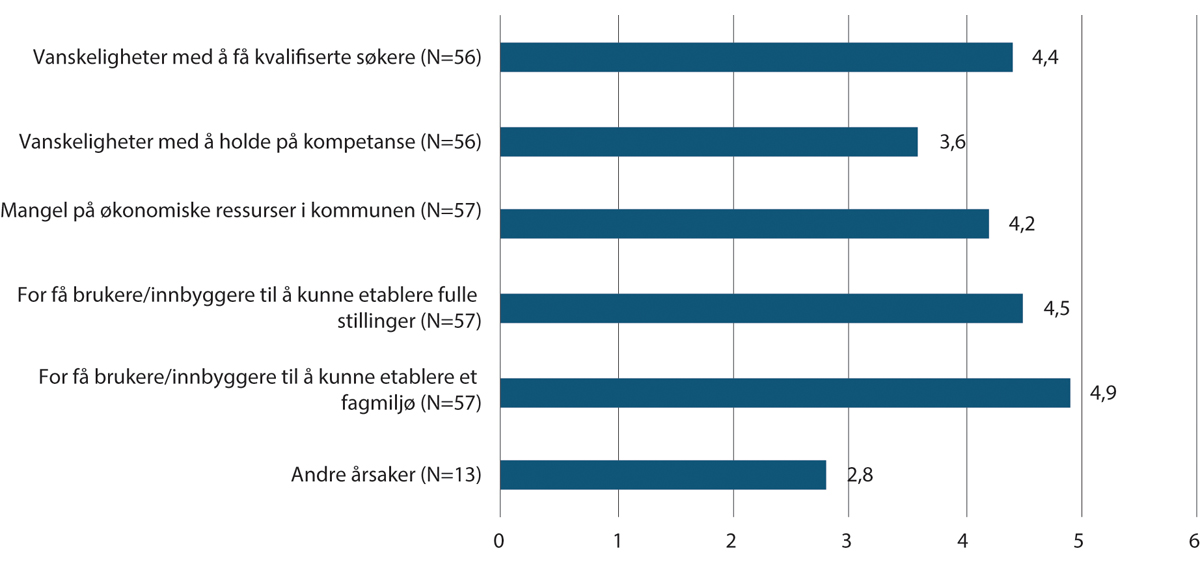 Vanskeligheter med å få kvalifiserte søkere (N=56)
4,4
Vanskeligheter med å holde på kompetanse (N=56)
3,6
Mangel på økonomiske ressurser i kommunen (N=57)
4,2
For få brukere/innbyggere til å kunne etablere fulle
stillinger (N=57)
4,5
For få brukere/innbyggere til å kunne etablere et
fagmiljø (N=57)
4,9
Andre årsaker (N=13)
2,8
0 1 2 3 4 5 6